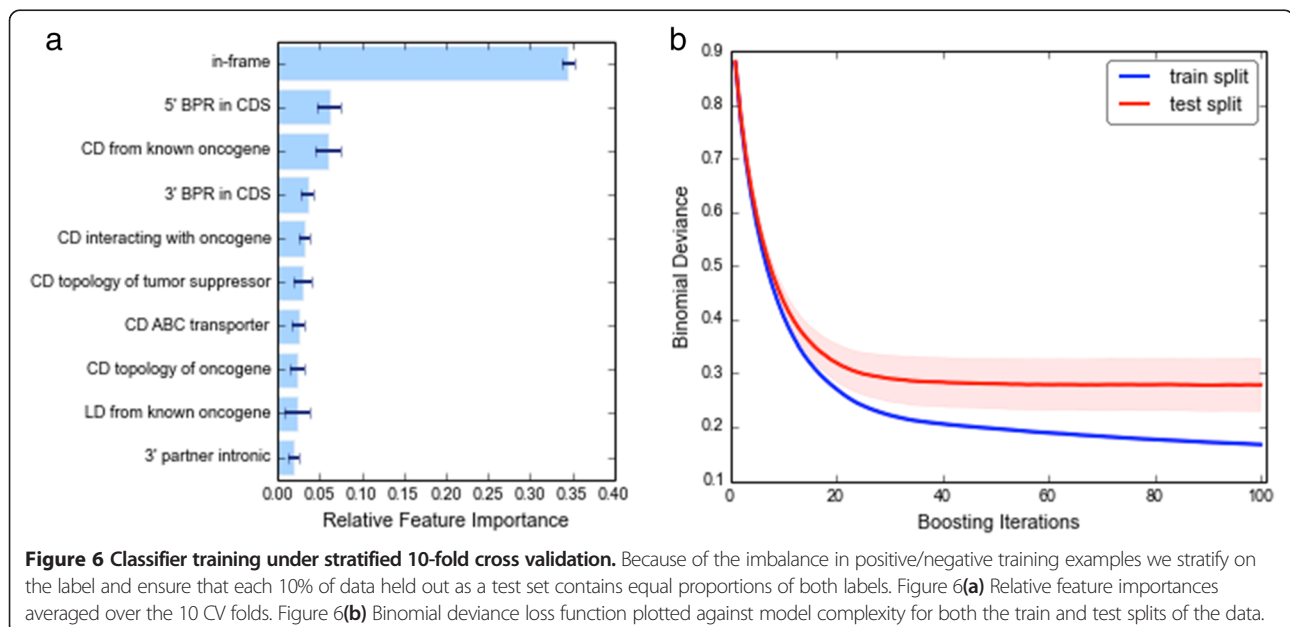 a
in-frame
5' BPR in CDS
CD from known oncogene
3' BPR in CDS
CD interacting with oncogene
CD topology of tumor suppressor
CD ABC transporter
CD topology of oncogene
LD from known oncogene
3' partner intronic
0.00 0.05 0.10 0.15 0.20 0.25 0.30 0.35 0.40
Relative Feature Importance
b
0.9
0.8
0.7
0.6
0.5
0.4
0.3
0.2
0.1
Binomial Deviance
train split
test split
0 20 40 60 80 100
Boosting Iterations
Figure 6 Classifier training under stratified 10-fold cross validation. Because of the imbalance in positive/negative training examples we stratify on
the label and ensure that each 10% of data held out as a test set contains equal proportions of both labels. Figure 6(a) Relative feature importances
averaged over the 10 CV folds. Figure 6(b) Binomial deviance loss function plotted against model complexity for both the train and test splits of the data.